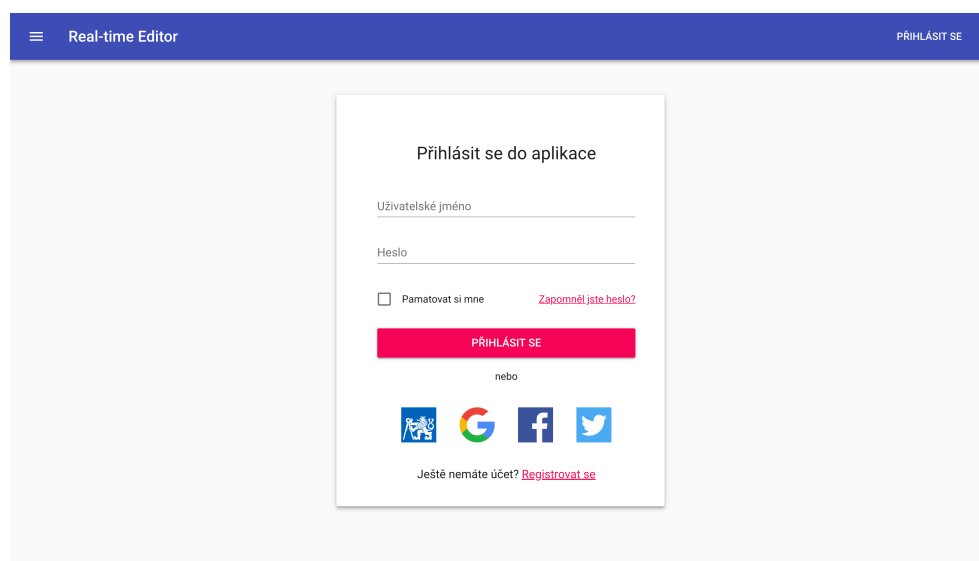 Real-time Editor
PŘIHLÁSIT SE
Přihlásit se do aplikace
Uživatelské jméno
Heslo
Pamatovat si mne
Zapomněl jste heslo?
PŘIHLÁSIT SE
nebo
Ještě nemáte účet? Registrovat se